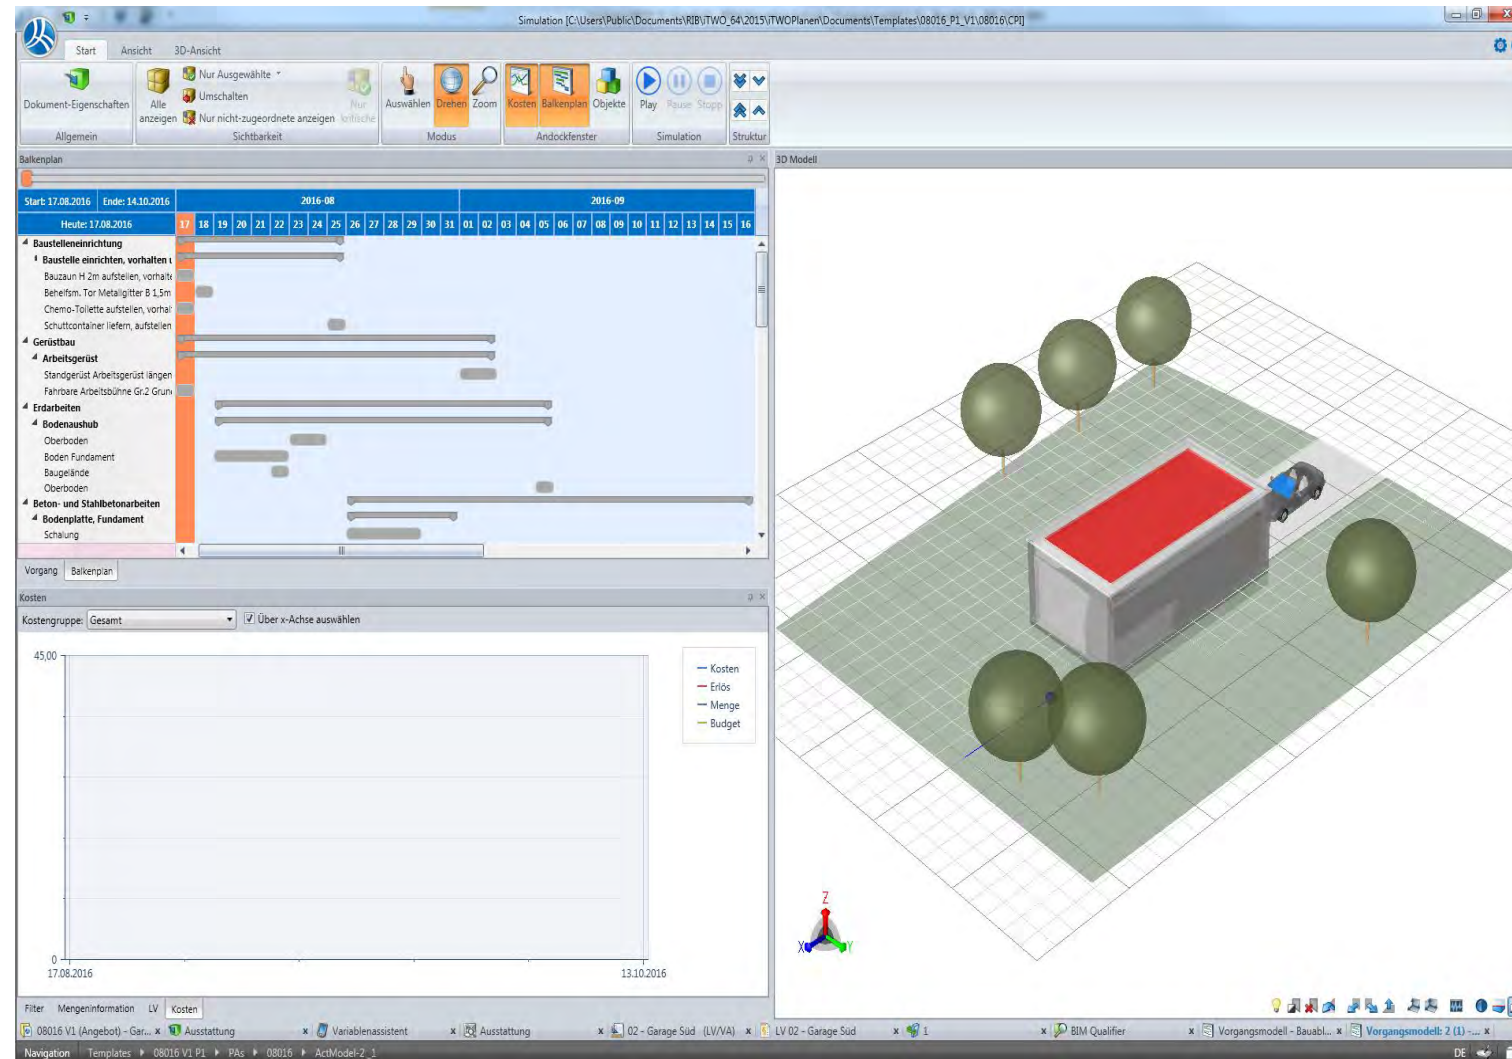 Simulation [C:\Users\Public\Documents\RIB\iTWO_64\2015\iTWOPlanen\Documents\Templates\08016_P1_V1\08016\CPI]
Start Ansicht 3D-Ansicht
Dokument-Eigenschaften
Allgemein
Alle anzeigen
Nur Ausgewählte
Umschalten
Nur nicht-zugeordnete anzeigen
Nur kritische
Sichtbarkeit
Auswählen Drehen Zoom
Modus
Kosten Balkenplan Objekte
Andockfenster
Play Pause Stopp
Simulation
Struktur
Balkenplan
Start: 17.08.2016 Ende: 14.10.2016 2016-08 2016-09
Heute: 17.08.2016 17 18 19 20 21 22 23 24 25 26 27 28 29 30 31 01 02 03 04 05 06 07 08 09 10 11 12 13 14 15 16
Baustelleneinrichtung
Baustelle einrichten, vorhalten u
Bauzaun H 2m aufstellen, vorhalte
Behelfsm. Tor Metallgitter B 1,5m
Chemo-Toilette aufstellen, vorhal
Schuttcontainer liefern, aufstellen
Gerüstbau
Arbeitsgerüst
Standgerüst Arbeitsgerüst längen
Fahrbare Arbeitsbühne Gr.2 Grun
Erdarbeiten
Bodenaushub
Oberboden
Boden Fundament
Baugelände
Oberboden
Beton- und Stahlbetonarbeiten
Bodenplatte, Fundament
Schalung
Vorgang Balkenplan
Kosten
Kostengruppe: Gesamt Über x-Achse auswählen
45,00
0
17.08.2016 13.10.2016
Kosten
Erlös
Menge
Budget
Filter Mengeninformation LV Kosten
3D Modell
Z
X
Y
08016 V1 (Angebot) - Gar... x Ausstattung x Variablenassistent x Ausstattung x 02 - Garage Süd (LV/VA) x LV 02 - Garage Süd x 1 x BIM Qualifier x Vorgangsmodell - Bauabl... x Vorgangsmodell: 2 (1) -... x
Navigation Templates 08016 V1 P1 PAs 08016 ActModel-2_1 DE